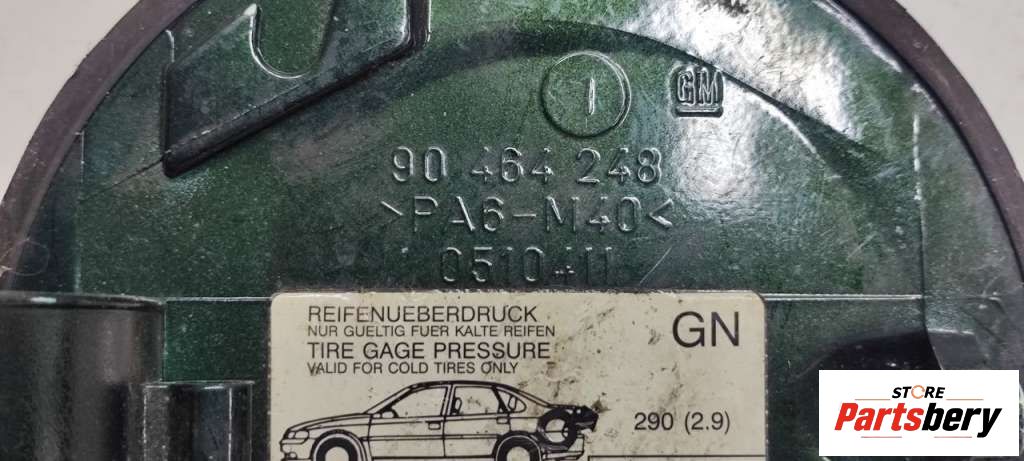 I
GM
90 464 248
>PA6-M40<
REIFENUEBERDRUCK
NUR GUELTIG FUER KALTE REIFEN
TIRE GAGE PRESSURE
VALID FOR COLD TIRES ONLY
GN
290 (2.9)
STORE
Partsbery